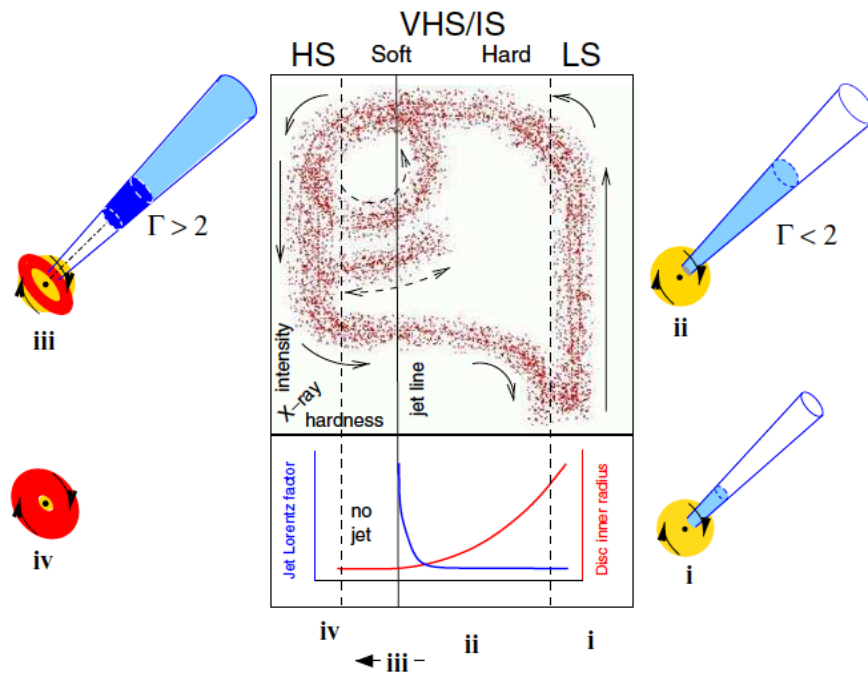 VHS/IS
HS Soft Hard LS
Γ > 2
Γ < 2
iii
ii
X-ray
intensity
hardness
jet line
Jet Lorentz factor
no
jet
Disc inner radius
iv
i
iv
ii
i
iii